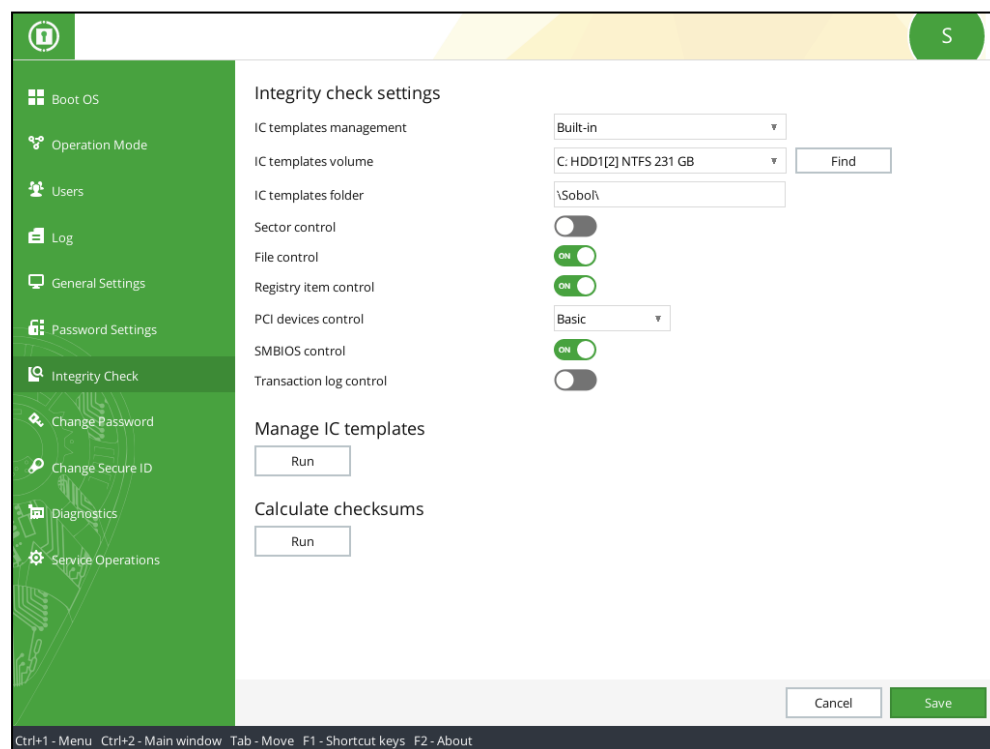 S
Boot OS
Operation Mode
Users
Log
General Settings
Password Settings
Integrity Check
Change Password
Change Secure ID
Diagnostics
Service Operations
Integrity check settings
IC templates management Built-in
IC templates volume C: HDD1[2] NTFS 231 GB Find
IC templates folder \Sobol\
Sector control
File control ON
Registry item control ON
PCI devices control Basic
SMBIOS control ON
Transaction log control
Manage IC templates
Run
Calculate checksums
Run
Cancel Save
Ctrl+1 - Menu Ctrl+2 - Main window Tab - Move F1 - Shortcut keys F2 - About